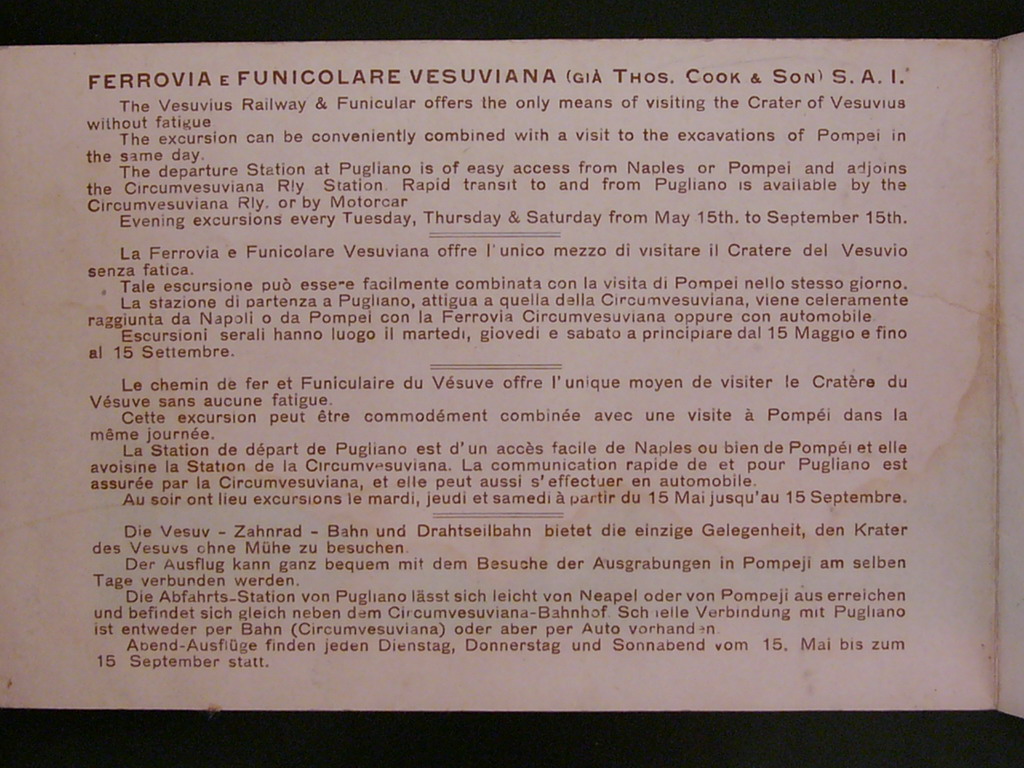 FERROVIA E FUNICOLARE VESUVIANA (GIÀ THOS. COOK & SON) S. A. I.
The Vesuvius Railway & Funicular offers the only means of visiting the Crater of Vesuvius
without fatigue
The excursion can be conveniently combined with a visit to the excavations of Pompei in
the same day.
The departure Station at Pugliano is of easy access from Naples or Pompei and adjoins
the Circumvesuviana Rly Station. Rapid transit to and from Pugliano is available by the
Circumvesuviana Rly. or by Motorcar
Evening excursions every Tuesday, Thursday & Saturday from May 15th. to September 15th.
La Ferrovia e Funicolare Vesuviana offre l'unico mezzo di visitare il Cratere del Vesuvio
senza fatica.
Tale escursione può essere facilmente combinata con la visita di Pompei nello stesso giorno.
La stazione di partenza a Pugliano, attigua a quella della Circumvesuviana, viene celeramente
raggiunta da Napoli o da Pompei con la Ferrovia Circumvesuviana oppure con automobile
Escursioni serali hanno luogo il martedi, giovedi e sabato a principiare dal 15 Maggio e fino
al 15 Settembre.
Le chemin de fer et Funiculaire du Vésuve offre l'unique moyen de visiter le Cratère du
Vésuve sans aucune fatigue.
Cette excursion peut être commodément combinée avec une visite à Pompéi dans la
même journée.
La Station de départ de Pugliano est d'un accès facile de Naples ou bien de Pompéi et elle
avoisine la Station de la Circumvesuviana. La communication rapide de et pour Pugliano est
assurée par la Circumvesuviana, et elle peut aussi s'effectuer en automobile.
Au soir ont lieu excursions le mardi, jeudi et samedi à partir du 15 Mai jusqu'au 15 Septembre.
Die Vesuv - Zahnrad - Bahn und Drahtseilbahn bietet die einzige Gelegenheit, den Krater
des Vesuvs ohne Mühe zu besuchen.
Der Ausflug kann ganz bequem mit dem Besuche der Ausgrabungen in Pompeji am selben
Tage verbunden werden.
Die Abfahrts-Station von Pugliano lässt sich leicht von Neapel oder von Pompeji aus erreichen
und befindet sich gleich neben dem Circumvesuviana-Bahnhof. Schnelle Verbindung mit Pugliano
ist entweder per Bahn (Circumvesuviana) oder aber per Auto vorhanden
Abend-Ausflüge finden jeden Dienstag, Donnerstag und Sonnabend vom 15. Mai bis zum
15 September statt.